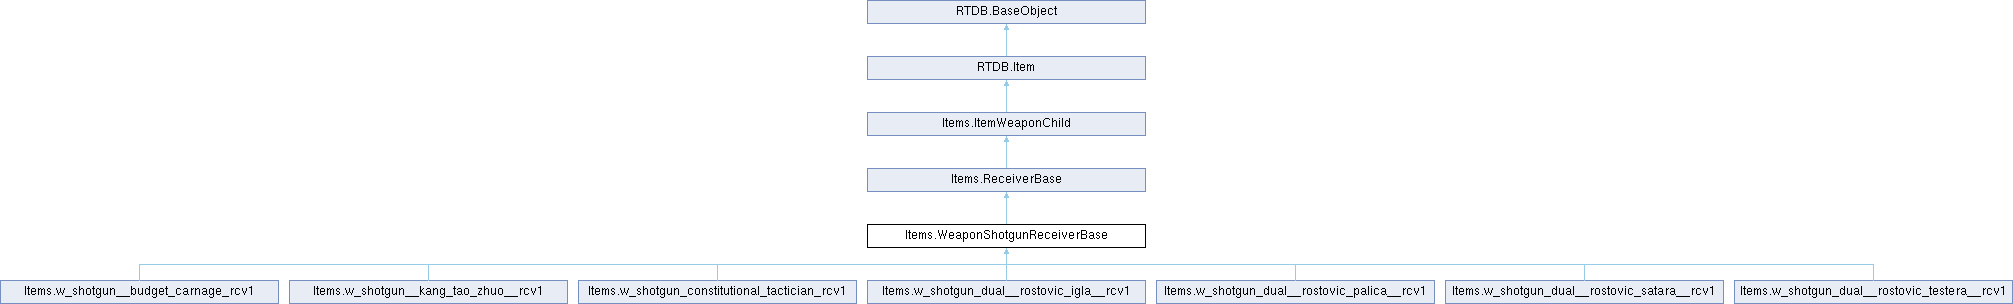 RTDB.BaseObject
RTDB.Item
Items.ItemWeaponChild
Items.ReceiverBase
Items.WeaponShotgunReceiverBase
Items.w_shotgun__budget_carnage_rcv1
Items.w_shotgun__kang_tao_zhuo__rcv1
Items.w_shotgun_constitutional_tactician_rcv1
Items.w_shotgun_dual__rostovic_igla__rcv1
Items.w_shotgun_dual__rostovic_palica__rcv1
Items.w_shotgun_dual__rostovic_satara__rcv1
Items.w_shotgun_dual__rostovic_testera__rcv1